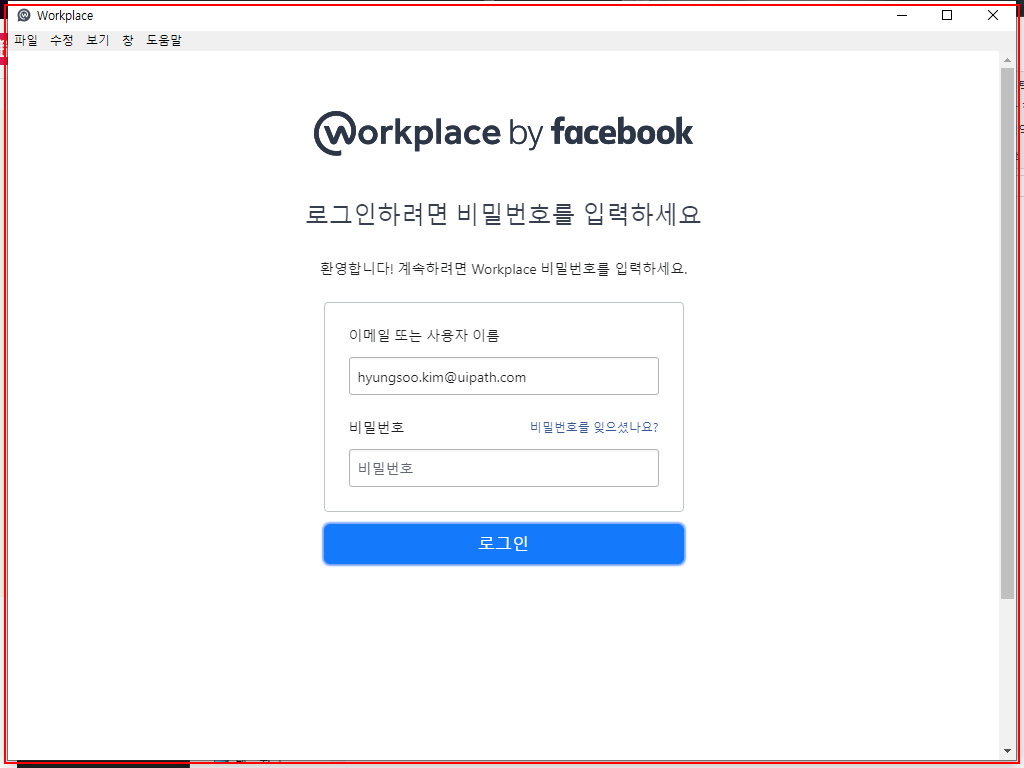 Workplace
파일 수정 보기 창 도움말
Workplace by facebook
로그인하려면 비밀번호를 입력하세요
환영합니다! 계속하려면 Workplace 비밀번호를 입력하세요.
이메일 또는 사용자 이름
hyungsoo.kim@uipath.com
비밀번호 비밀번호를 잊으셨나요?
비밀번호
로그인